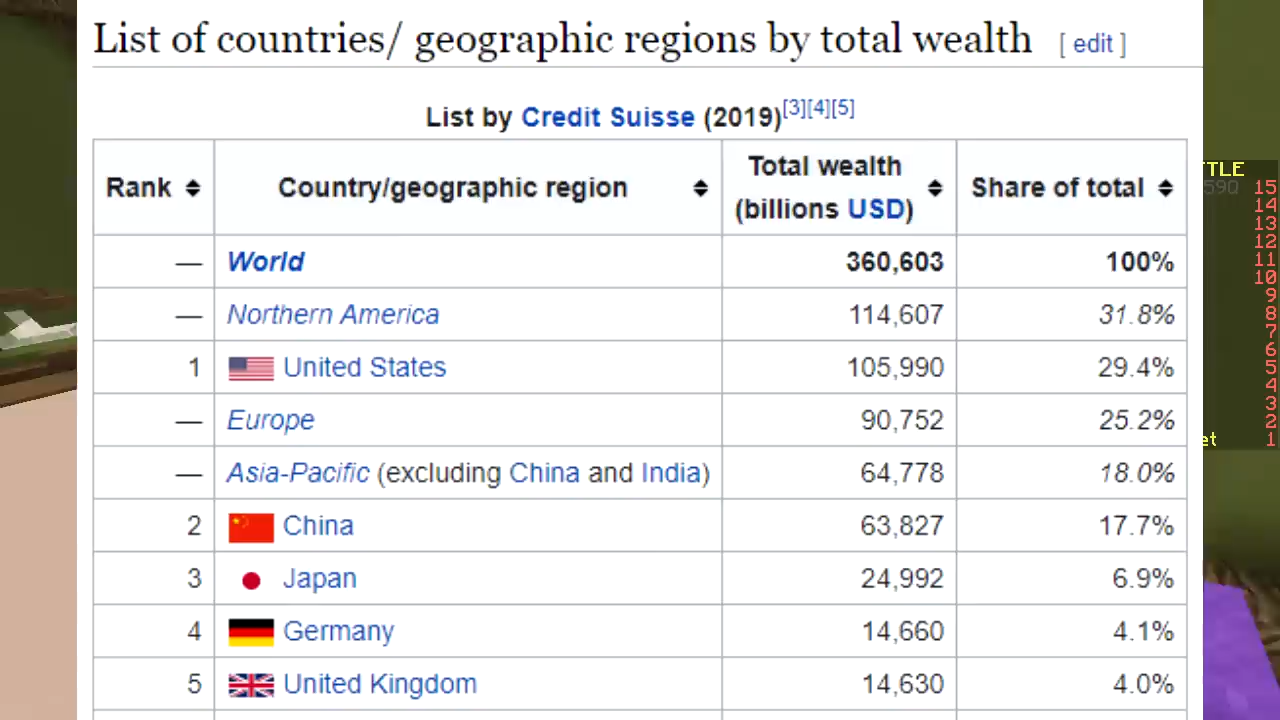 List of countries/ geographic regions by total wealth [ edit ]
List by Credit Suisse (2019)[3][4][5]
Rank Country/geographic region Total wealth (billions USD) Share of total
— World 360,603 100%
— Northern America 114,607 31.8%
1 United States 105,990 29.4%
— Europe 90,752 25.2%
— Asia-Pacific (excluding China and India) 64,778 18.0%
2 China 63,827 17.7%
3 Japan 24,992 6.9%
4 Germany 14,660 4.1%
5 United Kingdom 14,630 4.0%
TTLE
590 15
14
13
12
11
10
9
8
7
6
5
4
3
2
et 1